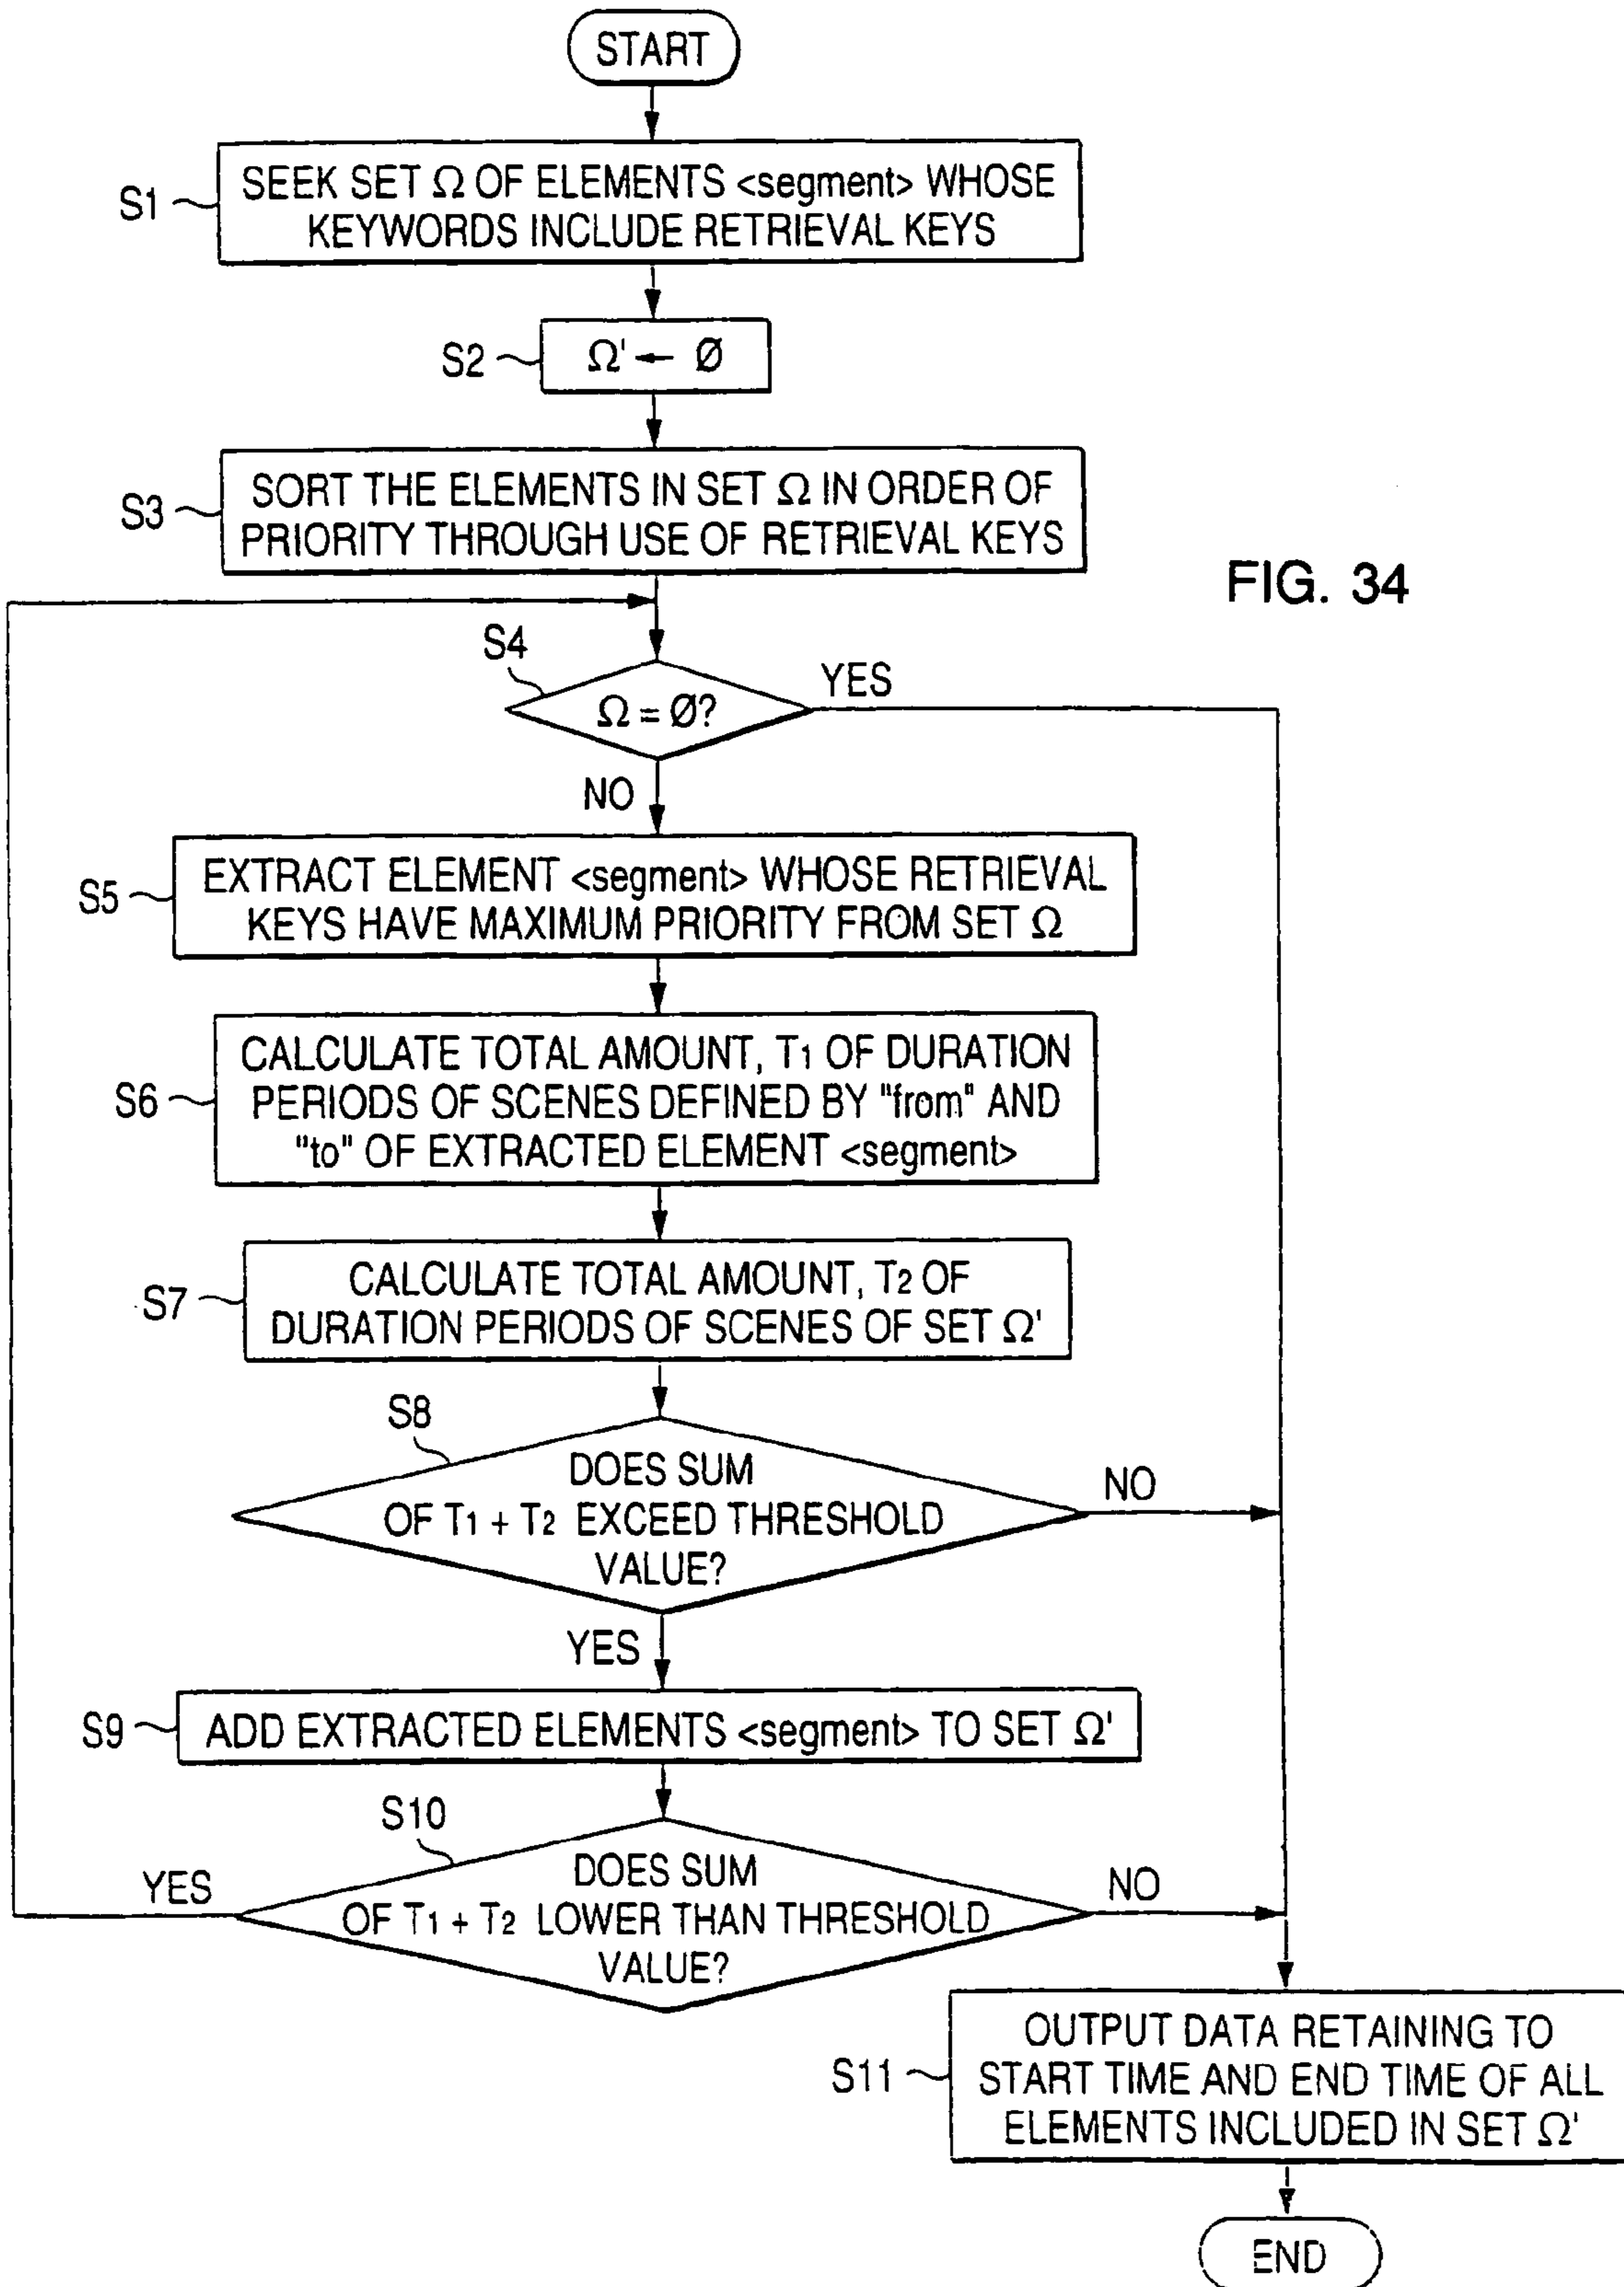 START
S1
SEEK SET Ω OF ELEMENTS <segment> WHOSE
KEYWORDS INCLUDE RETRIEVAL KEYS
S2
Ω' ← Ø
S3
SORT THE ELEMENTS IN SET Ω IN ORDER OF
PRIORITY THROUGH USE OF RETRIEVAL KEYS
FIG. 34
S4
Ω = Ø?
YES
NO
S5
EXTRACT ELEMENT <segment> WHOSE RETRIEVAL
KEYS HAVE MAXIMUM PRIORITY FROM SET Ω
S6
CALCULATE TOTAL AMOUNT, T1 OF DURATION
PERIODS OF SCENES DEFINED BY "from" AND
"to" OF EXTRACTED ELEMENT <segment>
S7
CALCULATE TOTAL AMOUNT, T2 OF
DURATION PERIODS OF SCENES OF SET Ω'
S8
DOES SUM
OF T1 + T2 EXCEED THRESHOLD
VALUE?
NO
YES
S9
ADD EXTRACTED ELEMENTS <segment> TO SET Ω'
S10
DOES SUM
OF T1 + T2 LOWER THAN THRESHOLD
VALUE?
YES
NO
S11
OUTPUT DATA RETAINING TO
START TIME AND END TIME OF ALL
ELEMENTS INCLUDED IN SET Ω'
END